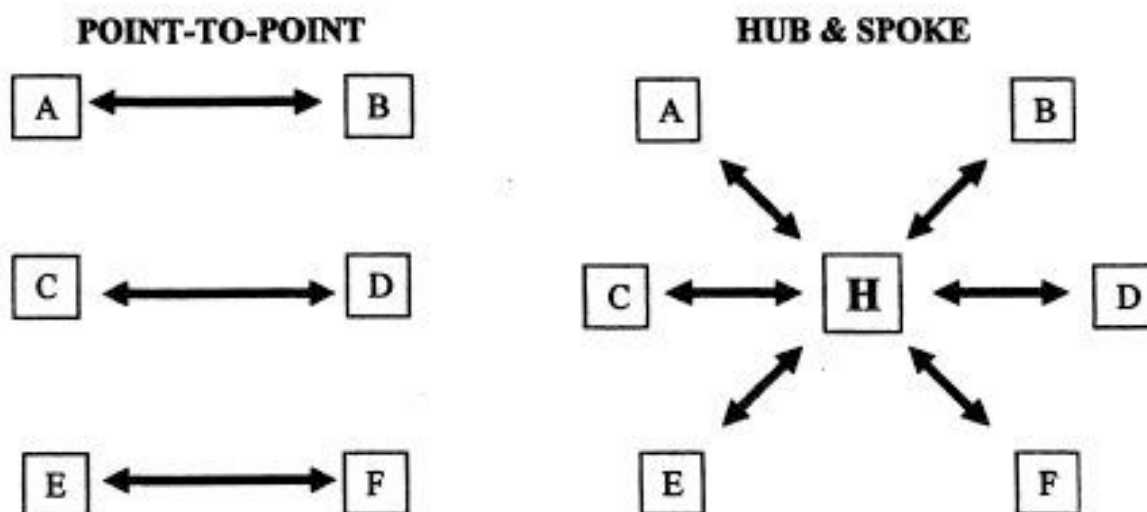 POINT-TO-POINT
A B
C D
E F
HUB & SPOKE
A B
C H D
E F